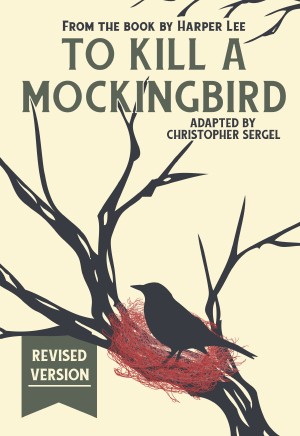 From the book by Harper Lee
TO KILL A
MOCKINGBIRD
ADAPTED BY
CHRISTOPHER SERGEL
REVISED
VERSION